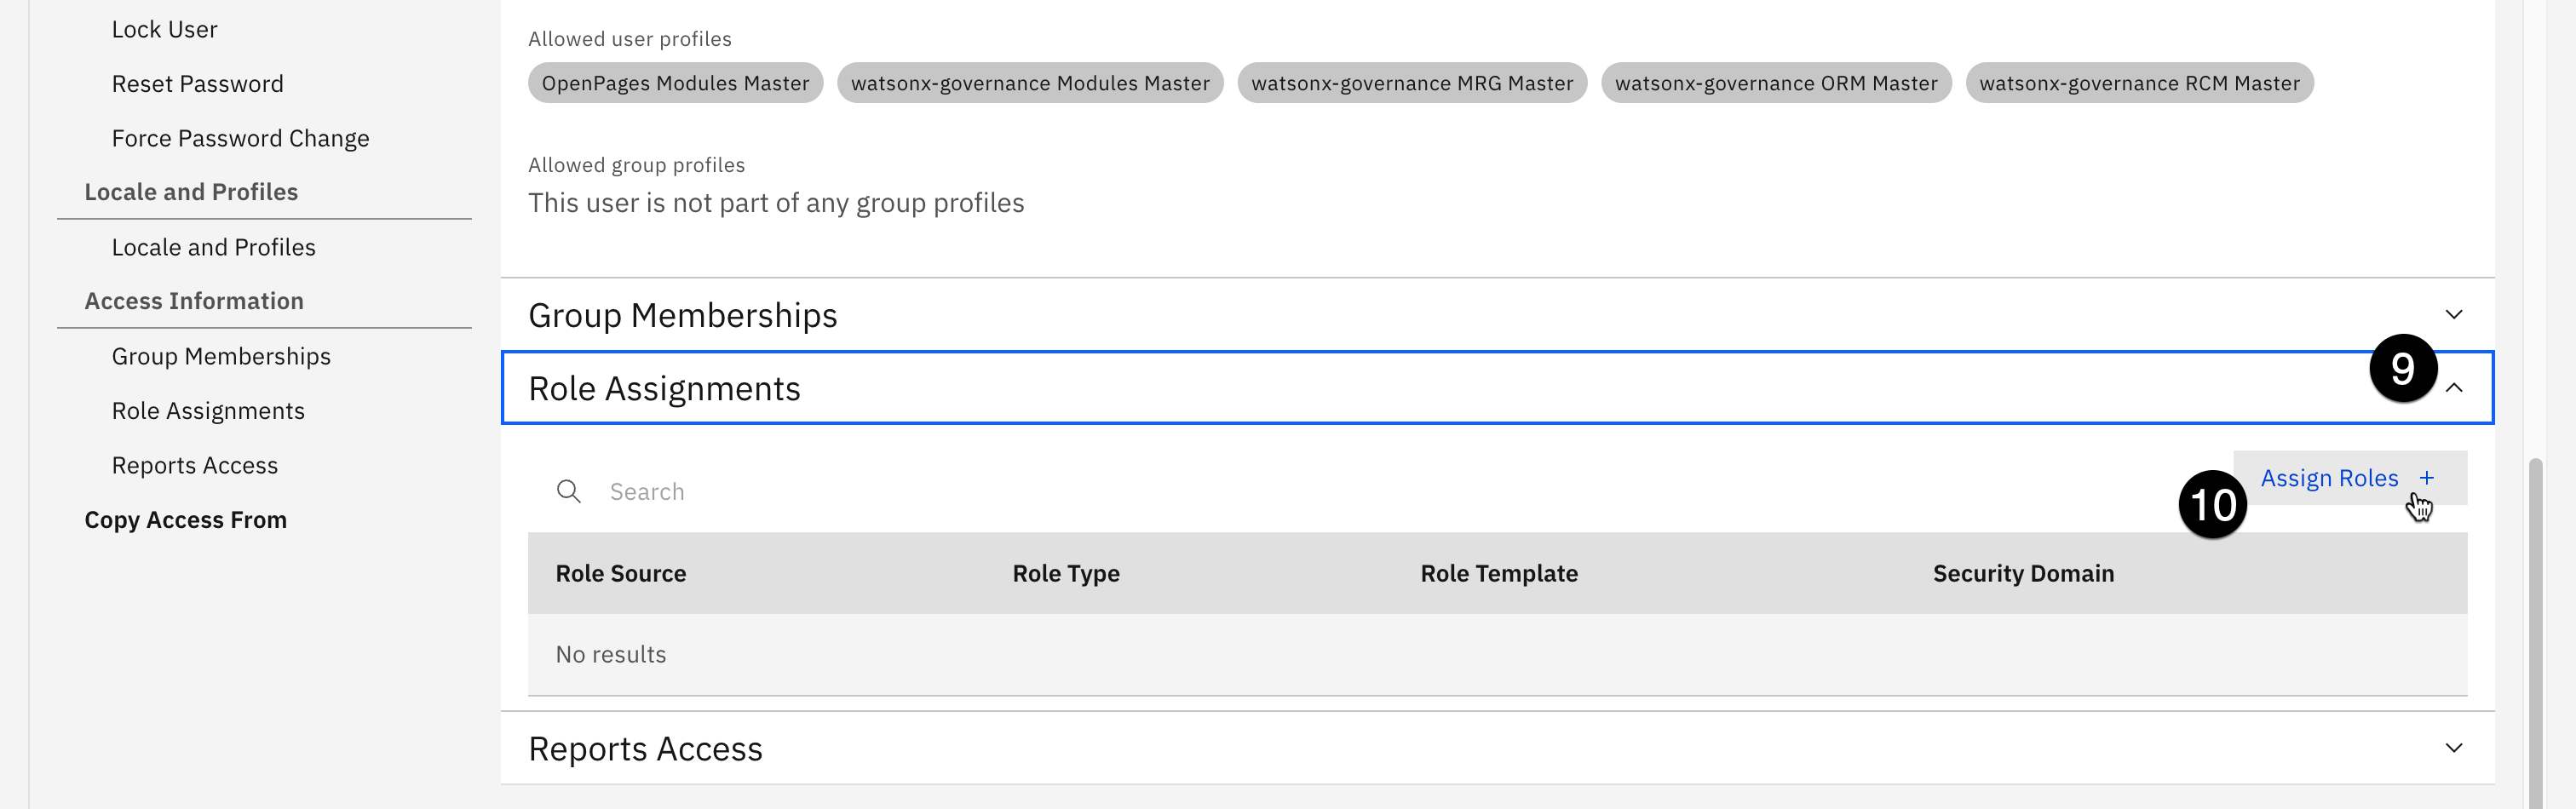 Lock User
Reset Password
Force Password Change
Locale and Profiles
Locale and Profiles
Access Information
Group Memberships
Role Assignments
Reports Access
Copy Access From
Allowed user profiles
OpenPages Modules Master watsonx-governance Modules Master watsonx-governance MRG Master watsonx-governance ORM Master watsonx-governance RCM Master
Allowed group profiles
This user is not part of any group profiles
Group Memberships
Role Assignments
9
Search
10
Assign Roles +
Role Source Role Type Role Template Security Domain
No results
Reports Access